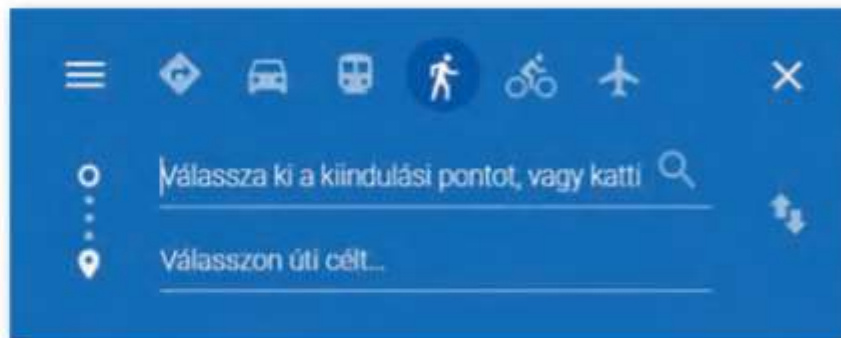 Válassza ki a kiindulási pontot, vagy katti
Válasszon úti célt...